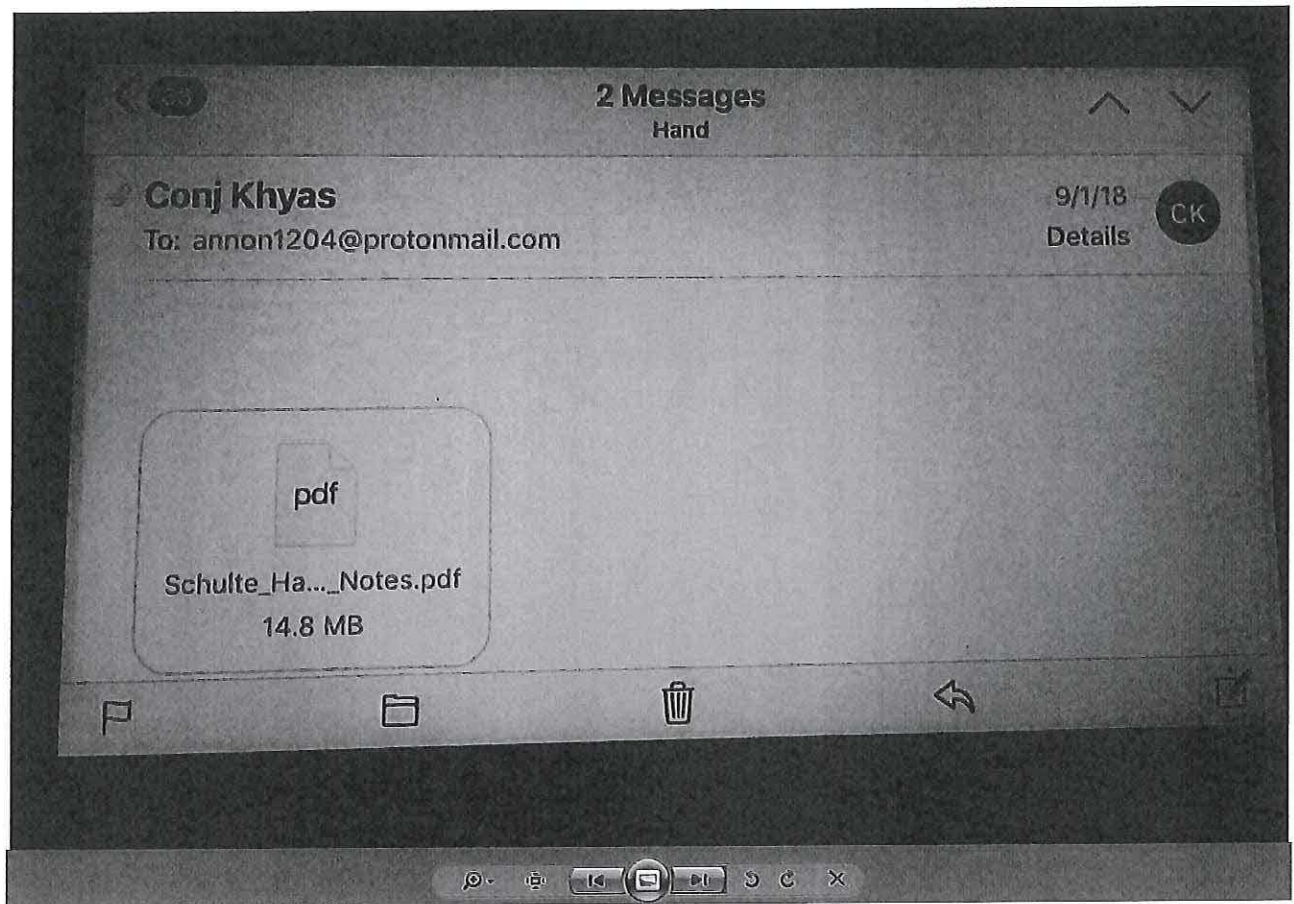 2 Messages
Hand
Conj Khyas
9/1/18
CK
To: annon1204@protonmail.com
Details
pdf
Schulte_Ha..._Notes.pdf
14.8 MB